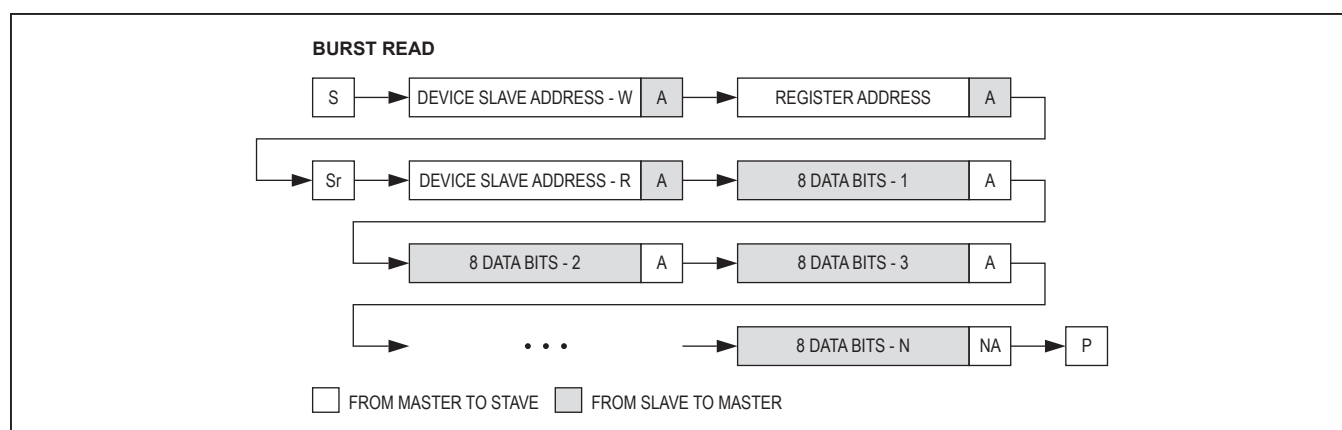 BURST READ
S DEVICE SLAVE ADDRESS - W A REGISTER ADDRESS A
Sr DEVICE SLAVE ADDRESS - R A 8 DATA BITS - 1 A
8 DATA BITS - 2 A 8 DATA BITS - 3 A
• • • 8 DATA BITS - N NA P
FROM MASTER TO STAVE FROM SLAVE TO MASTER